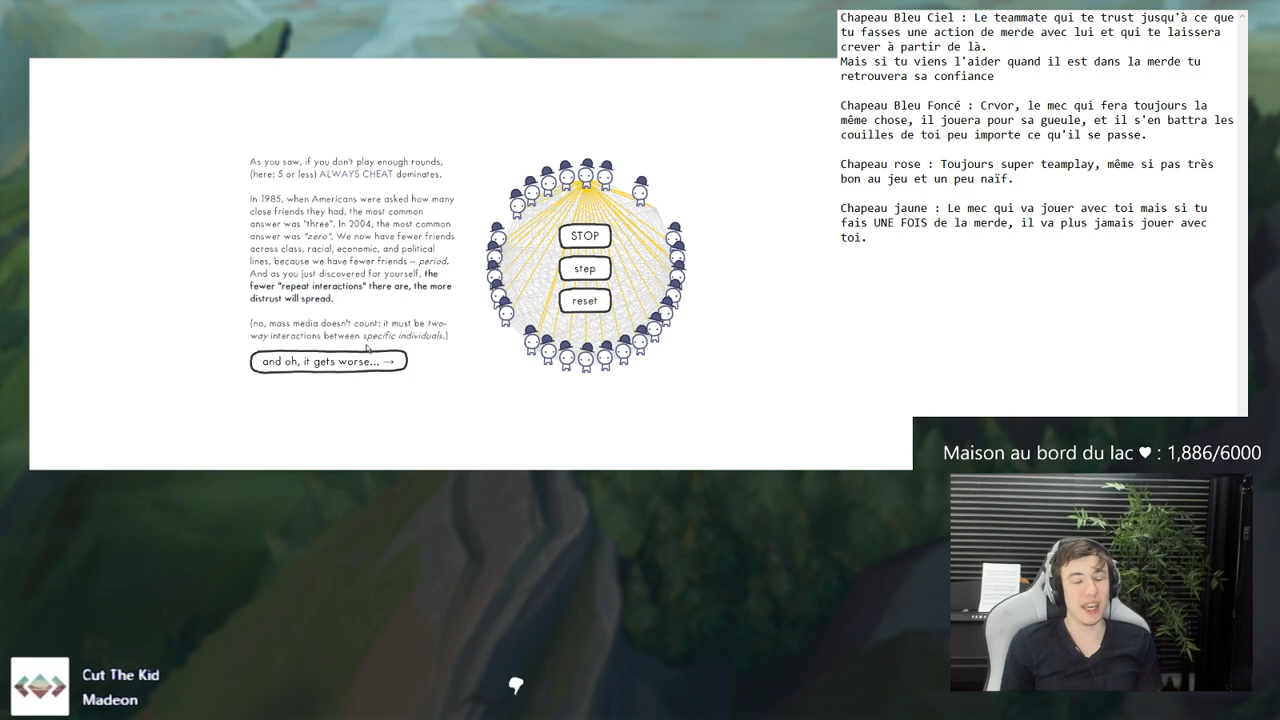 Chapeau Bleu Ciel : Le teammate qui te trust jusqu'à ce que
tu fasses une action de merde avec lui et qui te laissera
crever à partir de là.
Mais si tu viens l'aider quand il est dans la merde tu
retrouvera sa confiance
Chapeau Bleu Foncé : Crvor, le mec qui fera toujours la
même chose, il jouera pour sa gueule, et il s'en battra les
couilles de toi peu importe ce qu'il se passe.
Chapeau rose : Toujours super teamplay, même si pas très
bon au jeu et un peu naïf.
Chapeau jaune : Le mec qui va jouer avec toi mais si tu
fais UNE FOIS de la merde, il va plus jamais jouer avec
toi.
As you saw, if you don't play enough rounds,
(here: 5 or less) ALWAYS CHEAT dominates.
In 1985, when Americans were asked how many
close friends they had, the most common
answer was "three". In 2004, the most common
answer was "zero". We now have fewer friends
across class, racial, economic, and political
lines, because we have fewer friends -- period.
And as you just discovered for yourself, the
fewer "repeat interactions" there are, the more
distrust will spread.
(no, mass media doesn't count: it must be two-
way interactions between specific individuals.)
and oh, it gets worse... →
STOP
step
reset
Maison au bord du lac ♥ : 1,886/6000
Cut The Kid
Madeon